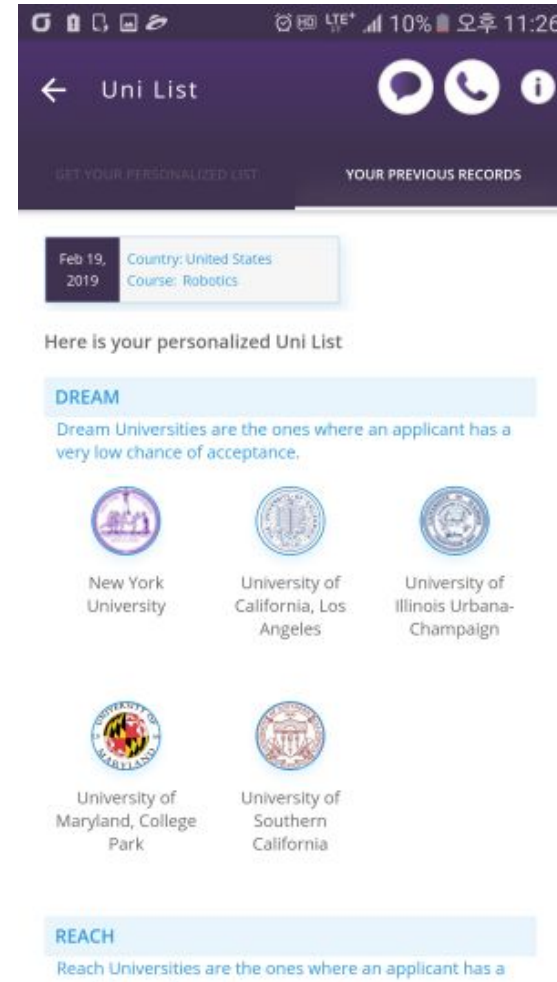 HD LTE+ 10% 오후 11:26
Uni List
GET YOUR PERSONALIZED LIST
YOUR PREVIOUS RECORDS
Feb 19,
2019
Country: United States
Course: Robotics
Here is your personalized Uni List
DREAM
Dream Universities are the ones where an applicant has a
very low chance of acceptance.
New York
University
University of
California, Los
Angeles
University of
Illinois Urbana-
Champaign
University of
Maryland, College
Park
University of
Southern
California
REACH
Reach Universities are the ones where an applicant has a